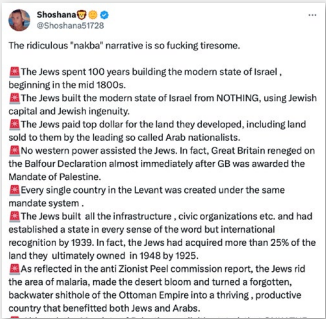 Shoshana
@Shoshana51728
The ridiculous "nakba" narrative is so fucking tiresome.
🚨The Jews spent 100 years building the modern state of Israel ,
beginning in the mid 1800s.
🚨The Jews built the modern state of Israel from NOTHING, using Jewish
capital and Jewish ingenuity.
🚨The Jews paid top dollar for the land they developed, including land
sold to them by the leading so called Arab nationalists.
🚨No western power assisted the Jews. In fact, Great Britain reneged on
the Balfour Declaration almost immediately after GB was awarded the
Mandate of Palestine.
🚨Every single country in the Levant was created under the same
mandate system .
🚨The Jews built all the infrastructure , civic organizations etc. and had
established a state in every sense of the word but international
recognition by 1939. In fact, the Jews had acquired more than 25% of the
land they ultimately owned in 1948 by 1925.
🚨As reflected in the anti Zionist Peel commission report, the Jews rid
the area of malaria, made the desert bloom and turned a forgotten,
backwater shithole of the Ottoman Empire into a thriving , productive
country that benefitted both Jews and Arabs.